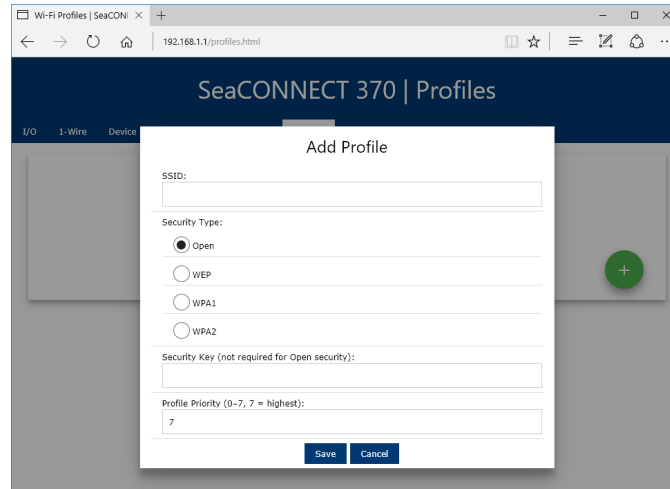 Wi-Fi Profiles | SeaCONI
192.168.1.1/profiles.html
SeaCONNECT 370 | Profiles
I/O 1-Wire Device
Add Profile
SSID:
Security Type:
Open
WEP
WPA1
WPA2
Security Key (not required for Open security):
Profile Priority (0–7, 7 = highest):
7
Save Cancel